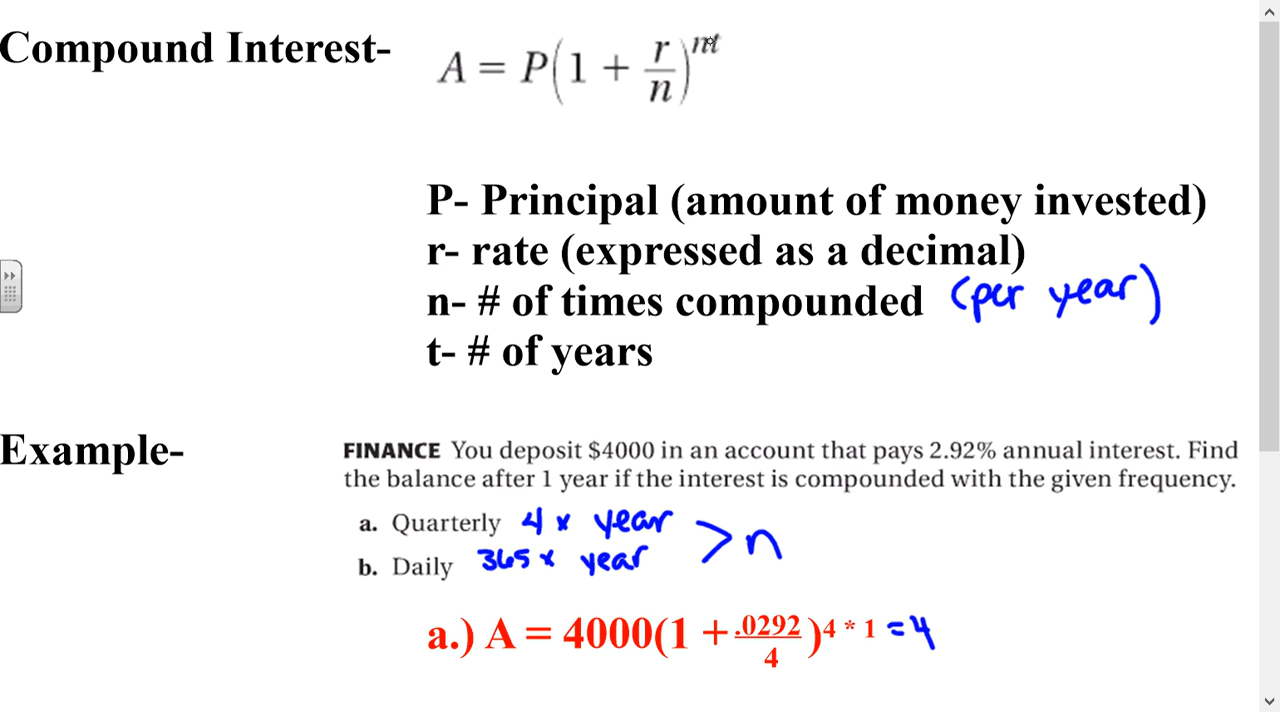 Compound Interest- A = P(1 + r/n)^nt
P- Principal (amount of money invested)
r- rate (expressed as a decimal)
n- # of times compounded (per year)
t- # of years
Example- FINANCE You deposit $4000 in an account that pays 2.92% annual interest. Find
the balance after 1 year if the interest is compounded with the given frequency.
a. Quarterly 4 x year > n
b. Daily 365 x year
a.) A = 4000(1 + .0292/4)^4 * 1 = 4